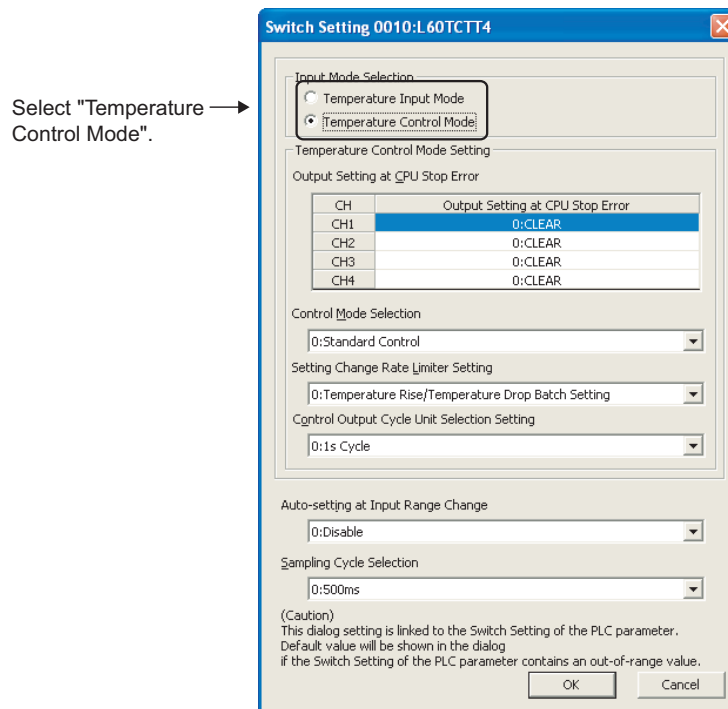 Switch Setting 0010:L60TCTT4
Input Mode Selection
Temperature Input Mode
Select "Temperature
Control Mode".
Temperature Control Mode
Temperature Control Mode Setting
Output Setting at CPU Stop Error
CH Output Setting at CPU Stop Error
CH1 0:CLEAR
CH2 0:CLEAR
CH3 0:CLEAR
CH4 0:CLEAR
Control Mode Selection
0:Standard Control
Setting Change Rate Limiter Setting
0:Temperature Rise/Temperature Drop Batch Setting
Control Output Cycle Unit Selection Setting
0:1s Cycle
Auto-setting at Input Range Change
0:Disable
Sampling Cycle Selection
0:500ms
(Caution)
This dialog setting is linked to the Switch Setting of the PLC parameter.
Default value will be shown in the dialog
if the Switch Setting of the PLC parameter contains an out-of-range value.
OK Cancel